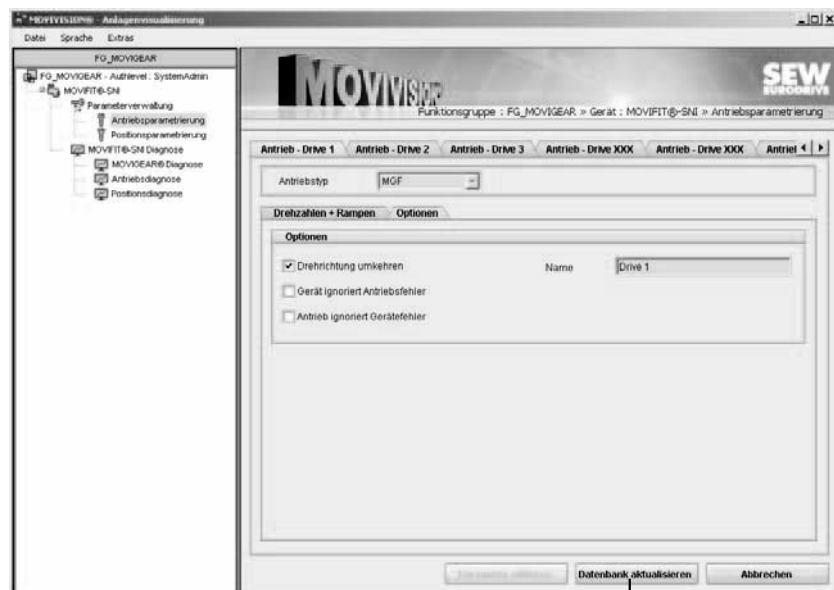 MOVIVISION® - Anlagenvisualisierung
Datei Sprache Extras
FG_MOVIGEAR
FG_MOVIGEAR - Authlevel : SystemAdmin
MOVIFIT®-SNI
Parameterverwaltung
Antriebsparametrierung
Positionsparametrierung
MOVIFIT®-SNI Diagnose
MOVIGEAR® Diagnose
Antriebsdiagnose
Positionsdiagnose
MOVIVISION
SEW
EURODRIVE
Funktionsgruppe : FG_MOVIGEAR » Gerät : MOVIFIT®-SNI » Antriebsparametrierung
Antrieb - Drive 1 Antrieb - Drive 2 Antrieb - Drive 3 Antrieb - Drive XXX Antrieb - Drive XXX Antriel
Antriebstyp MGF
Drehzahlen + Rampen Optionen
Optionen
Drehrichtung umkehren Name Drive 1
Gerät ignoriert Antriebsfehler
Antrieb ignoriert Gerätefehler
Datenbank aktualisieren Abbrechen